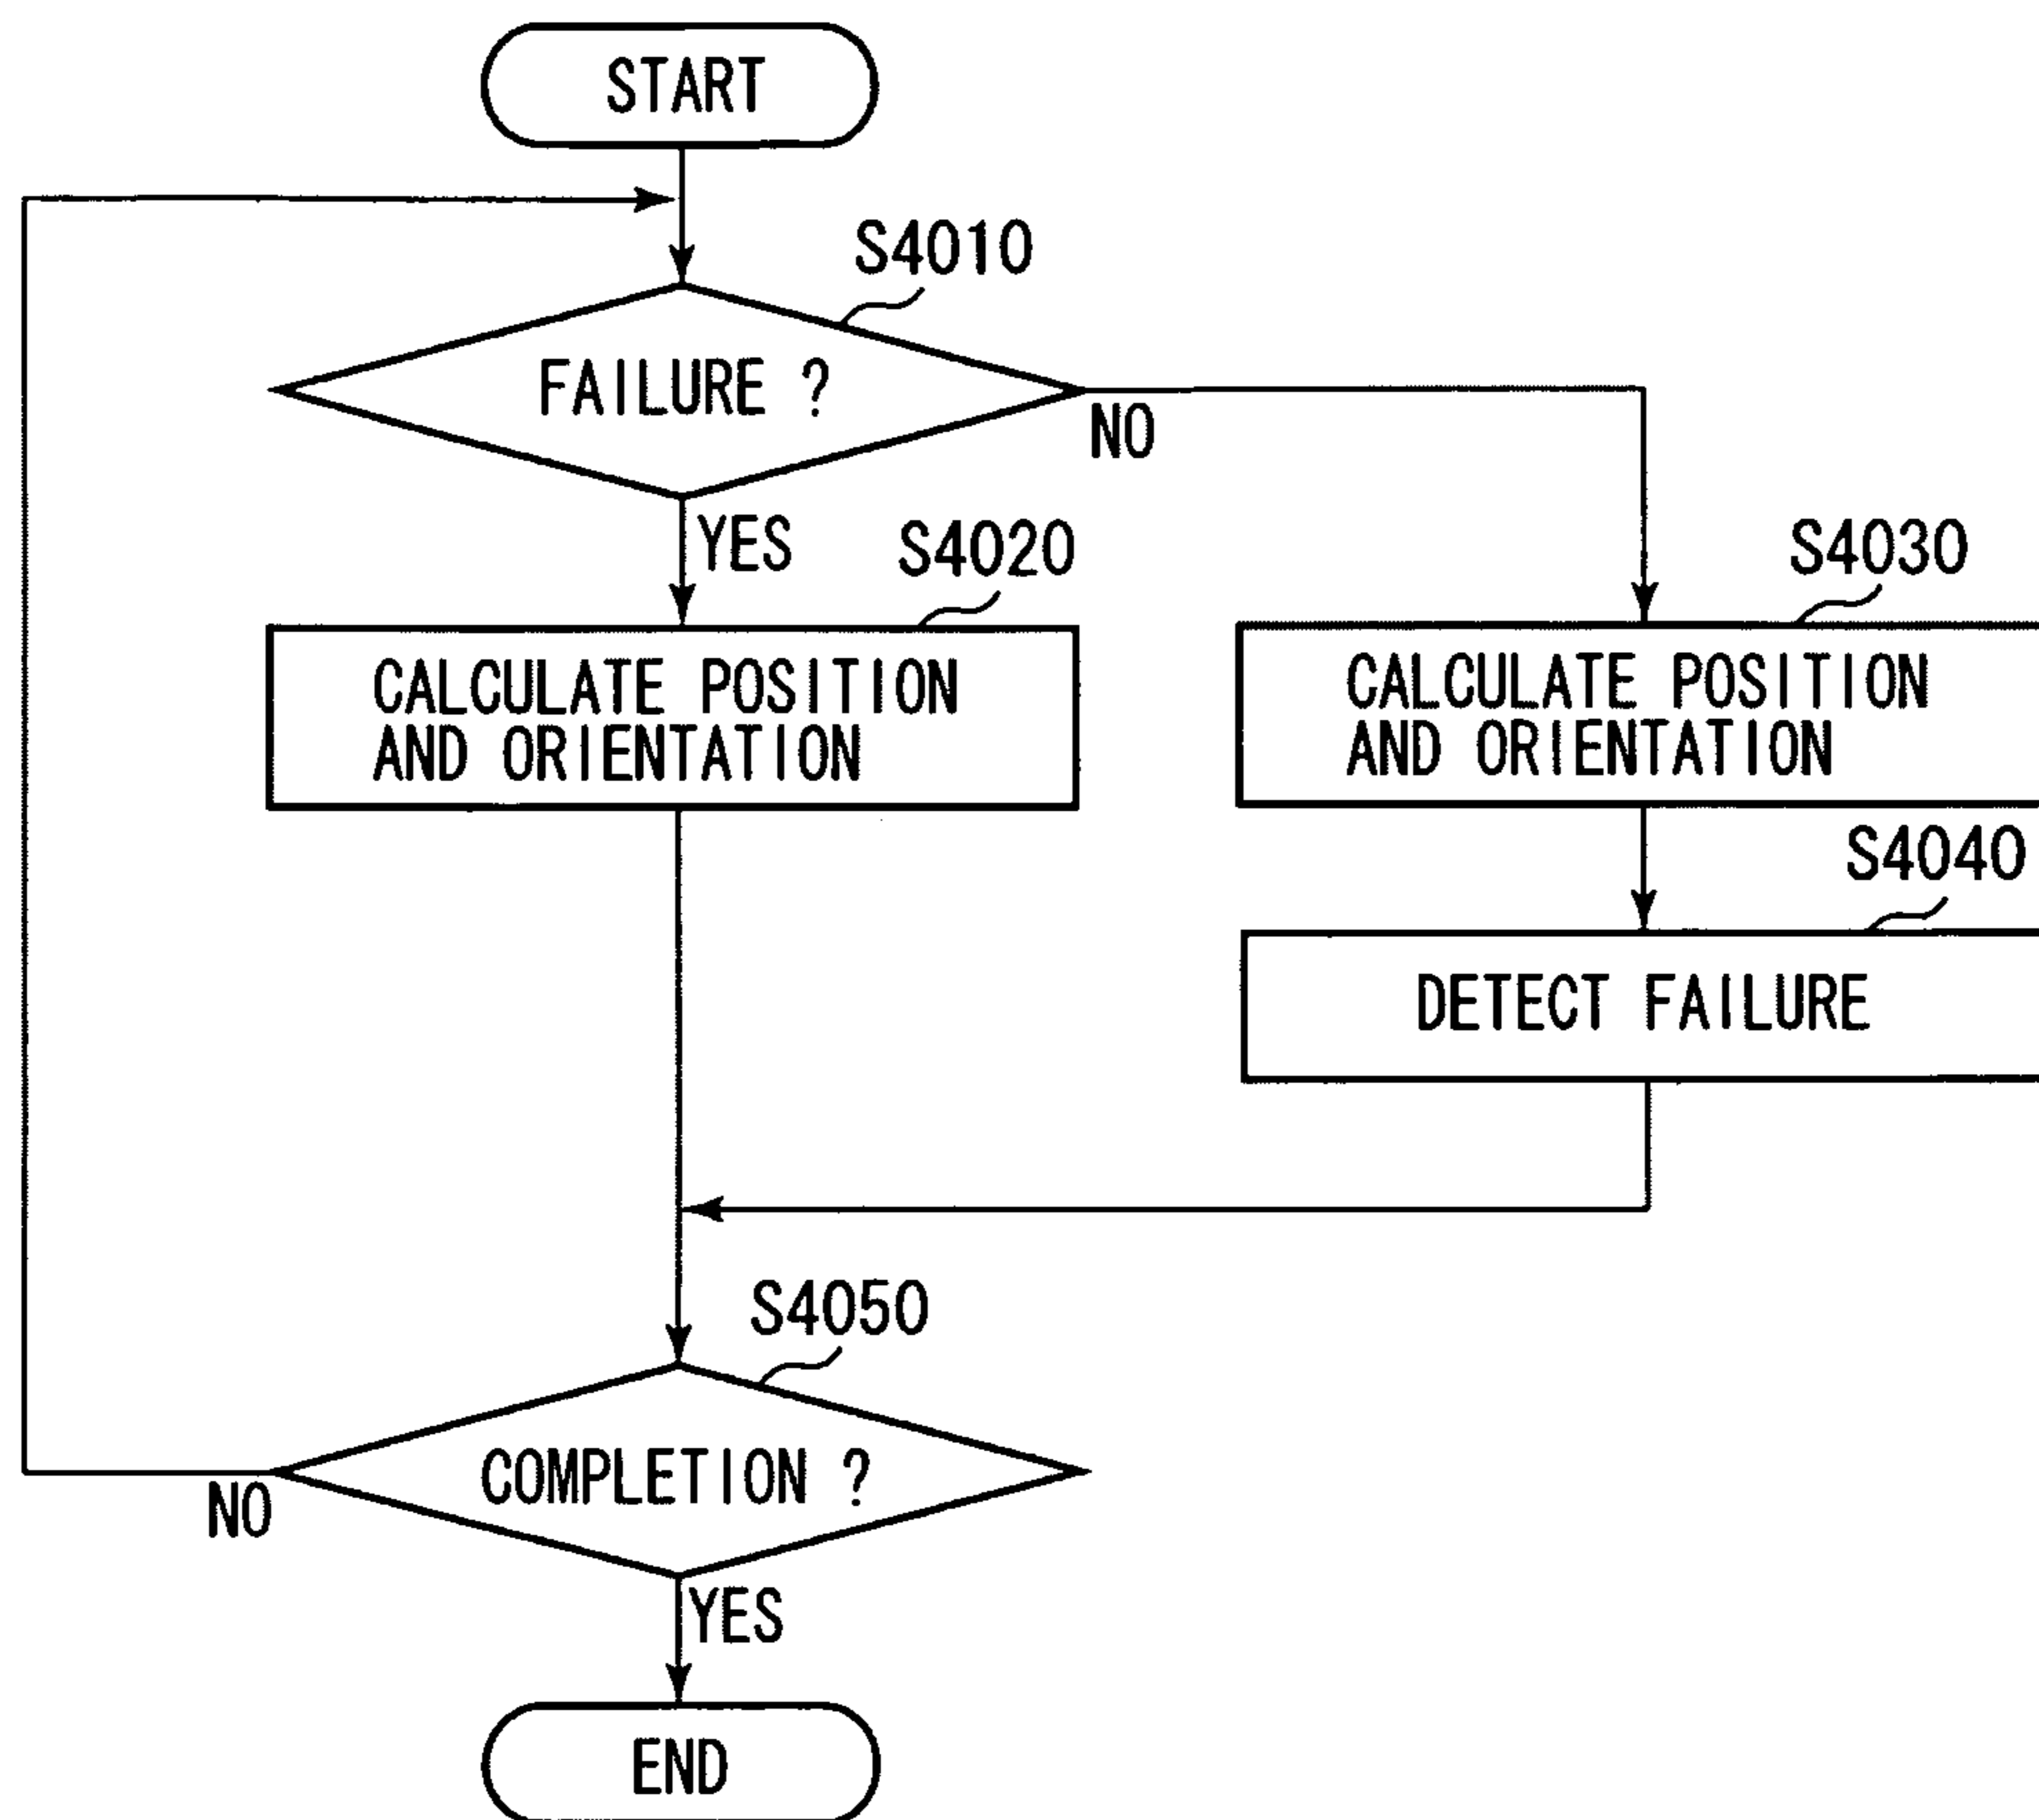 START
S4010
FAILURE ?
NO
YES
S4020
S4030
CALCULATE POSITION
AND ORIENTATION
CALCULATE POSITION
AND ORIENTATION
S4040
DETECT FAILURE
S4050
COMPLETION ?
NO
YES
END